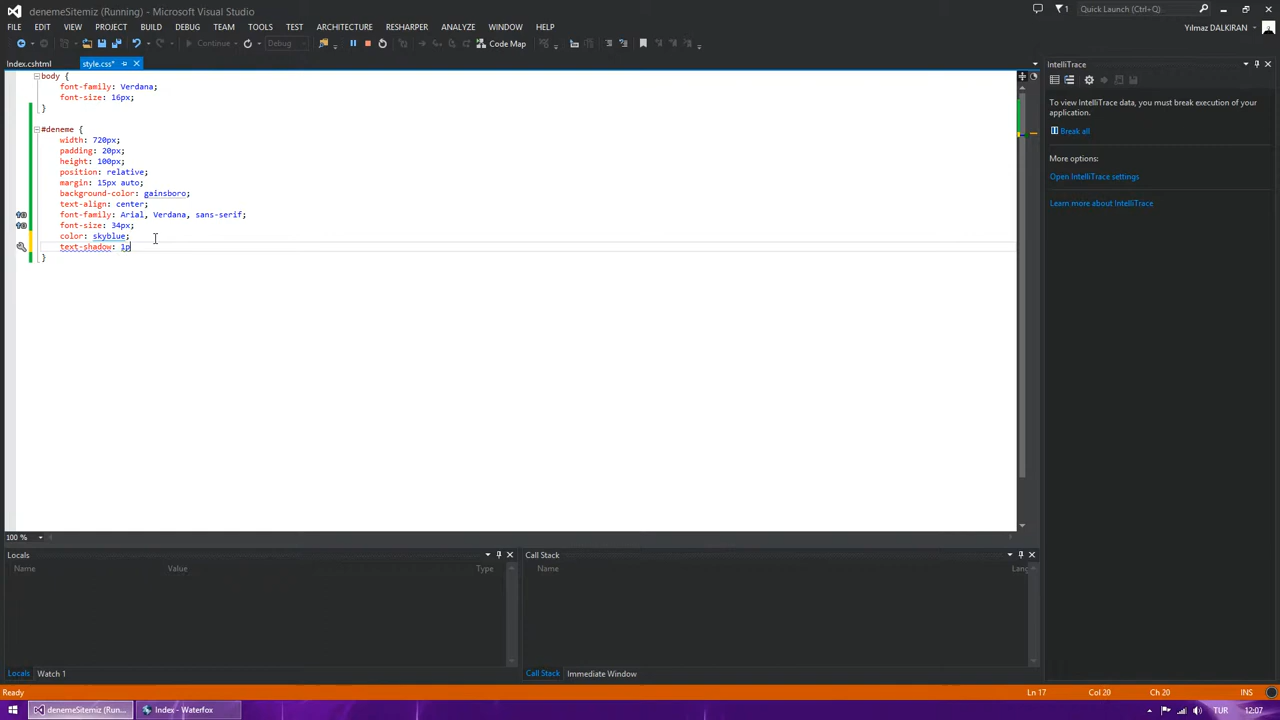 denemeSitemiz (Running) - Microsoft Visual Studio
1
Quick Launch (Ctrl+Q)
FILE EDIT VIEW PROJECT BUILD DEBUG TEAM TOOLS TEST ARCHITECTURE RESHARPER ANALYZE WINDOW HELP
Yılmaz DALKIRAN
Continue
Debug
Code Map
Index.cshtml
style.css*
body {
font-family: Verdana;
font-size: 16px;
}
#deneme {
width: 720px;
padding: 20px;
height: 100px;
position: relative;
margin: 15px auto;
background-color: gainsboro;
text-align: center;
font-family: Arial, Verdana, sans-serif;
font-size: 34px;
color: skyblue;
text-shadow: 1p
}
IntelliTrace
To view IntelliTrace data, you must break execution of your
application.
Break all
More options:
Open IntelliTrace settings
Learn more about IntelliTrace
100 %
Locals
Name Value Type
Call Stack
Name Lang
Locals Watch 1
Call Stack Immediate Window
Ready
Ln 17 Col 20 Ch 20 INS
denemeSitemiz (Run...
Index - Waterfox
TUR
12:07